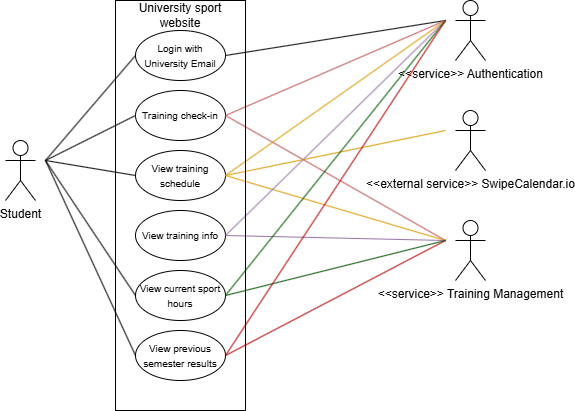 University sport
website
Login with
University Email
<<service>> Authentication
Training check-in
View training
schedule
<<external service>> SwipeCalendar.io
Student
View training info
View current sport
hours
<<service>> Training Management
View previous
semester results